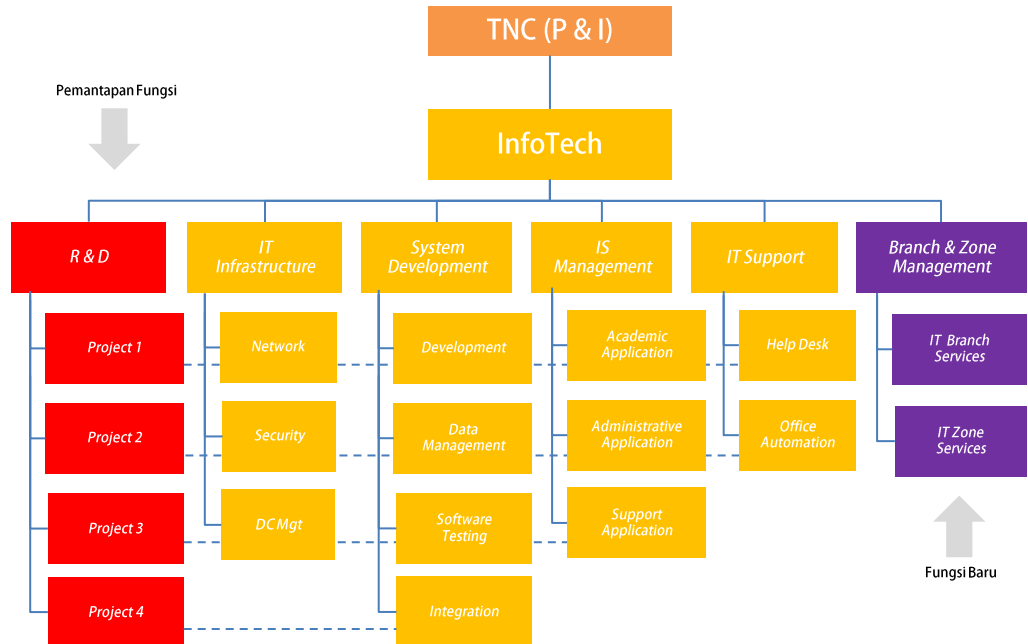 TNC (P & I)
Pemantapan Fungsi
InfoTech
R & D
IT
Infrastructure
System
Development
IS
Management
IT Support
Branch & Zone
Management
Project 1
Network
Development
Academic
Application
Help Desk
IT Branch
Services
Project 2
Security
Data
Management
Administrative
Application
Office
Automation
IT Zone
Services
Project 3
DC Mgt
Software
Testing
Support
Application
Fungsi Baru
Project 4
Integration